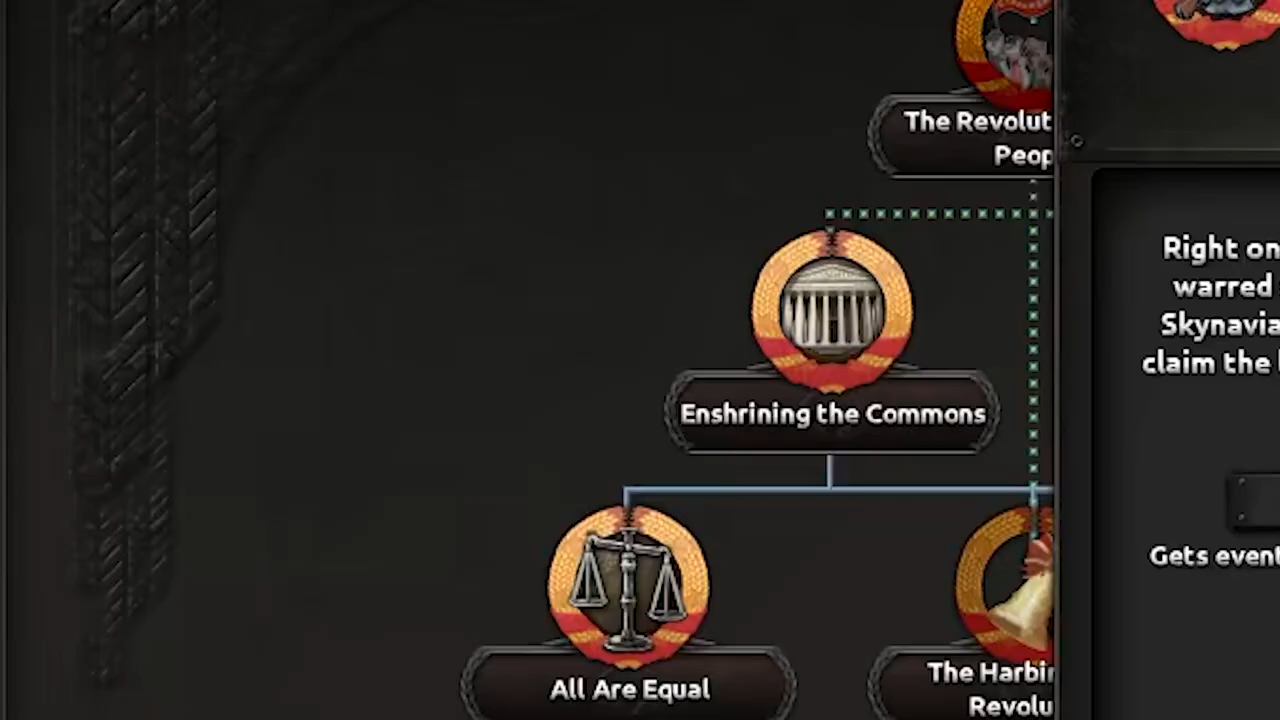 The Revolut
Peop
Enshrining the Commons
All Are Equal
The Harbin
Revolu
Right on
warred
Skynavia
claim the
Gets event